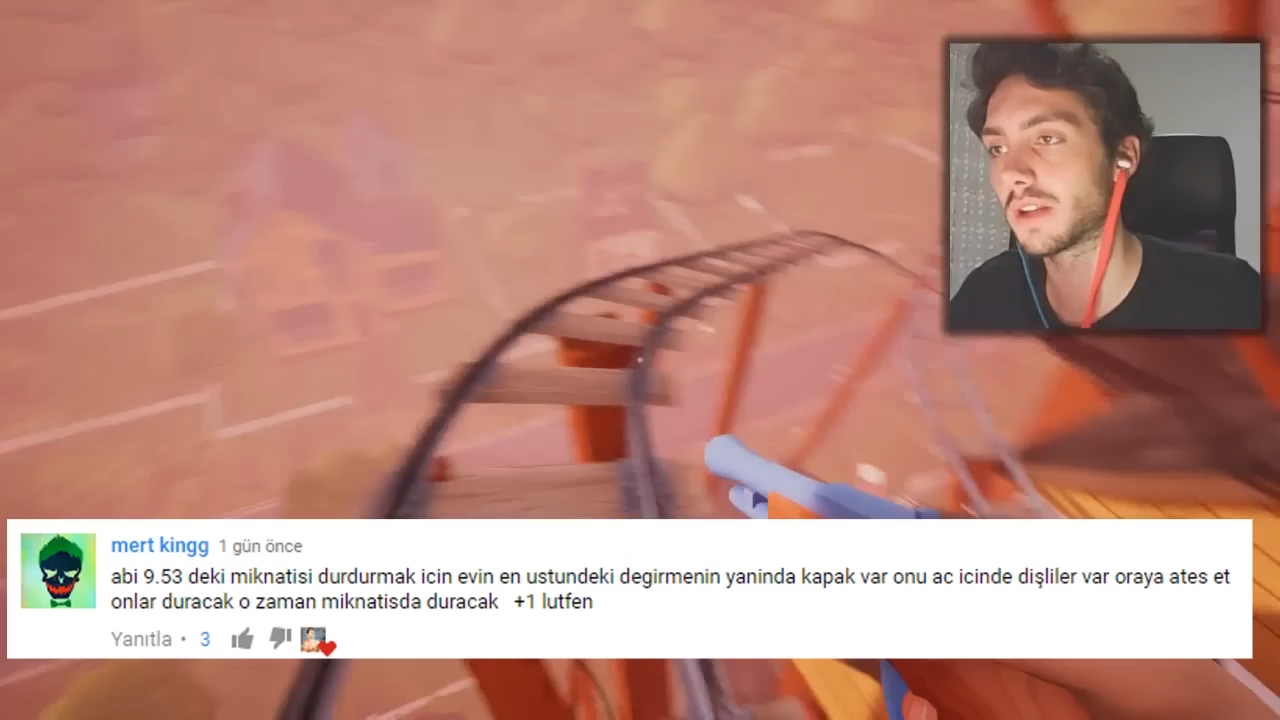 mert kingg 1 gün önce
abi 9.53 deki miknatisi durdurmak icin evin en ustundeki degirmenin yaninda kapak var onu ac icinde dişliler var oraya ates et
onlar duracak o zaman miknatisda duracak +1 lutfen
Yanıtla • 3